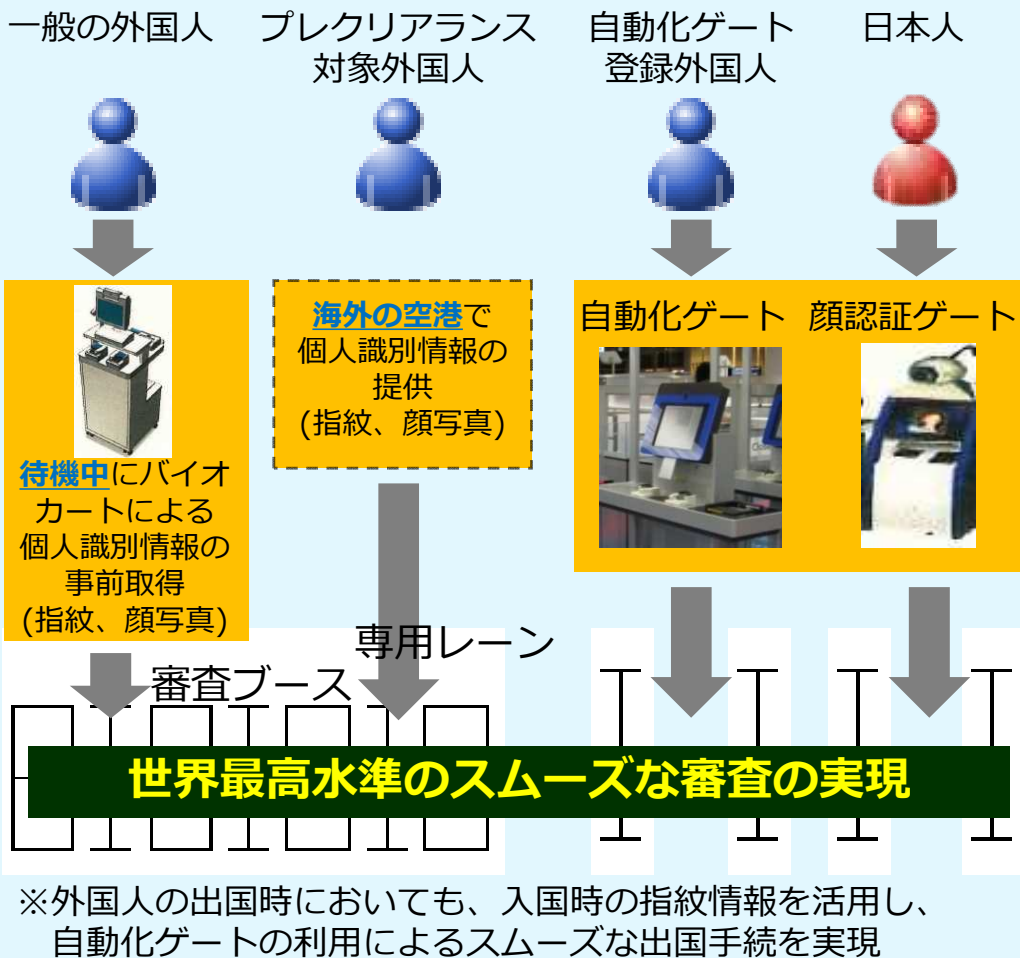 一般の外国人
プレクリアランス
対象外国人
自動化ゲート
登録外国人
日本人
待機中にバイオ
カートによる
個人識別情報の
事前取得
(指紋、顔写真)
海外の空港で
個人識別情報の
提供
(指紋、顔写真)
自動化ゲート
顔認証ゲート
審査ブース
専用レーン
世界最高水準のスムーズな審査の実現
※外国人の出国時においても、入国時の指紋情報を活用し、
自動化ゲートの利用によるスムーズな出国手続を実現